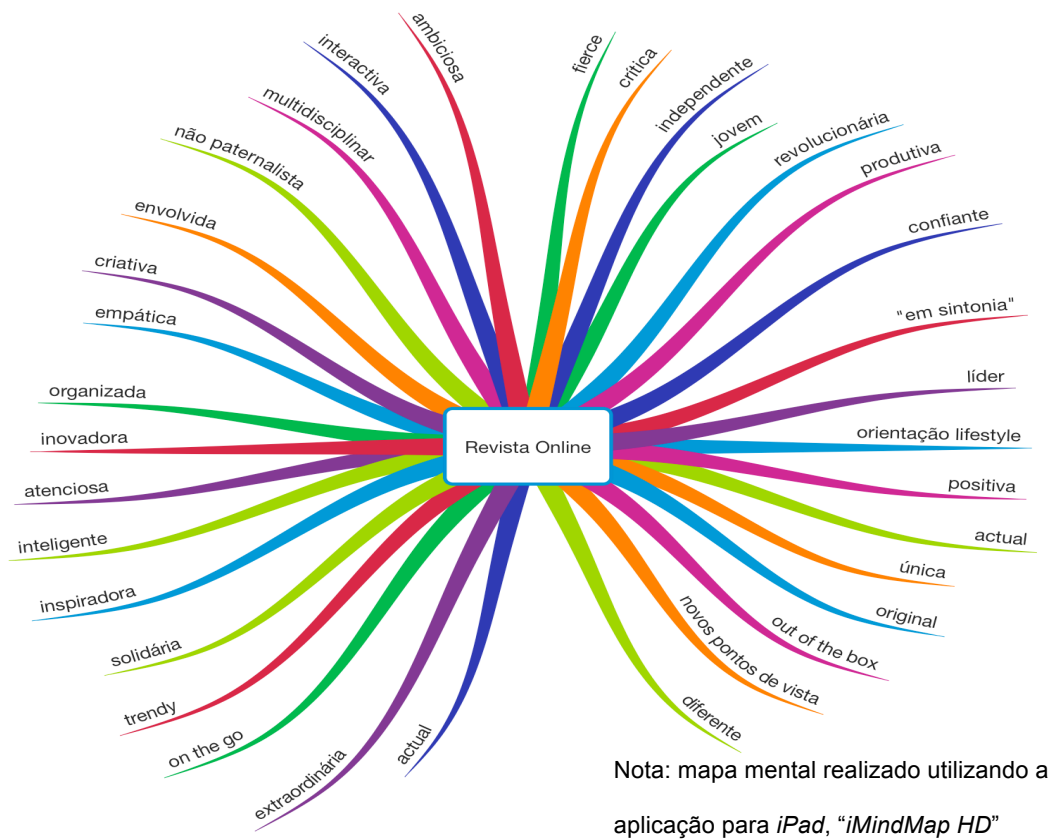 ambiciosa
interactiva
multidisciplinar
não paternalista
envolvida
criativa
empática
organizada
inovadora
atenciosa
inteligente
inspiradora
solidária
trendy
on the go
extraordinária
actual
Revista Online
fierce
crítica
independente
jovem
revolucionária
produtiva
confiante
"em sintonia"
líder
orientação lifestyle
positiva
actual
única
original
out of the box
novos pontos de vista
diferente
Nota: mapa mental realizado utilizando a
aplicação para iPad, “iMindMap HD”